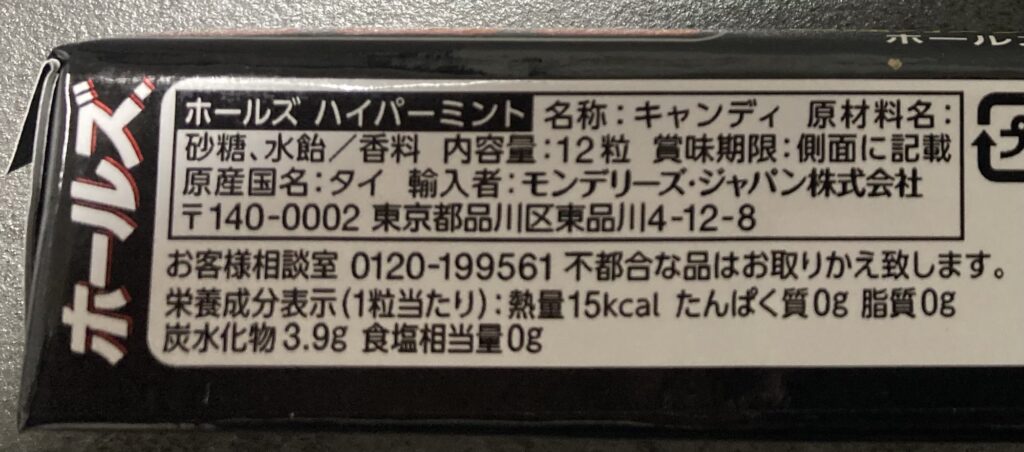 ホールズ
ホールズ
ホールズ ハイパーミント 名称:キャンディ 原材料名:
砂糖、水飴／香料 内容量:12粒 賞味期限:側面に記載
原産国名:タイ 輸入者:モンデリーズ・ジャパン株式会社
〒140-0002 東京都品川区東品川4-12-8
お客様相談室 0120-199561 不都合な品はお取りかえ致します。
栄養成分表示(1粒当たり):熱量15kcal たんぱく質0g 脂質0g
炭水化物3.9g 食塩相当量0g